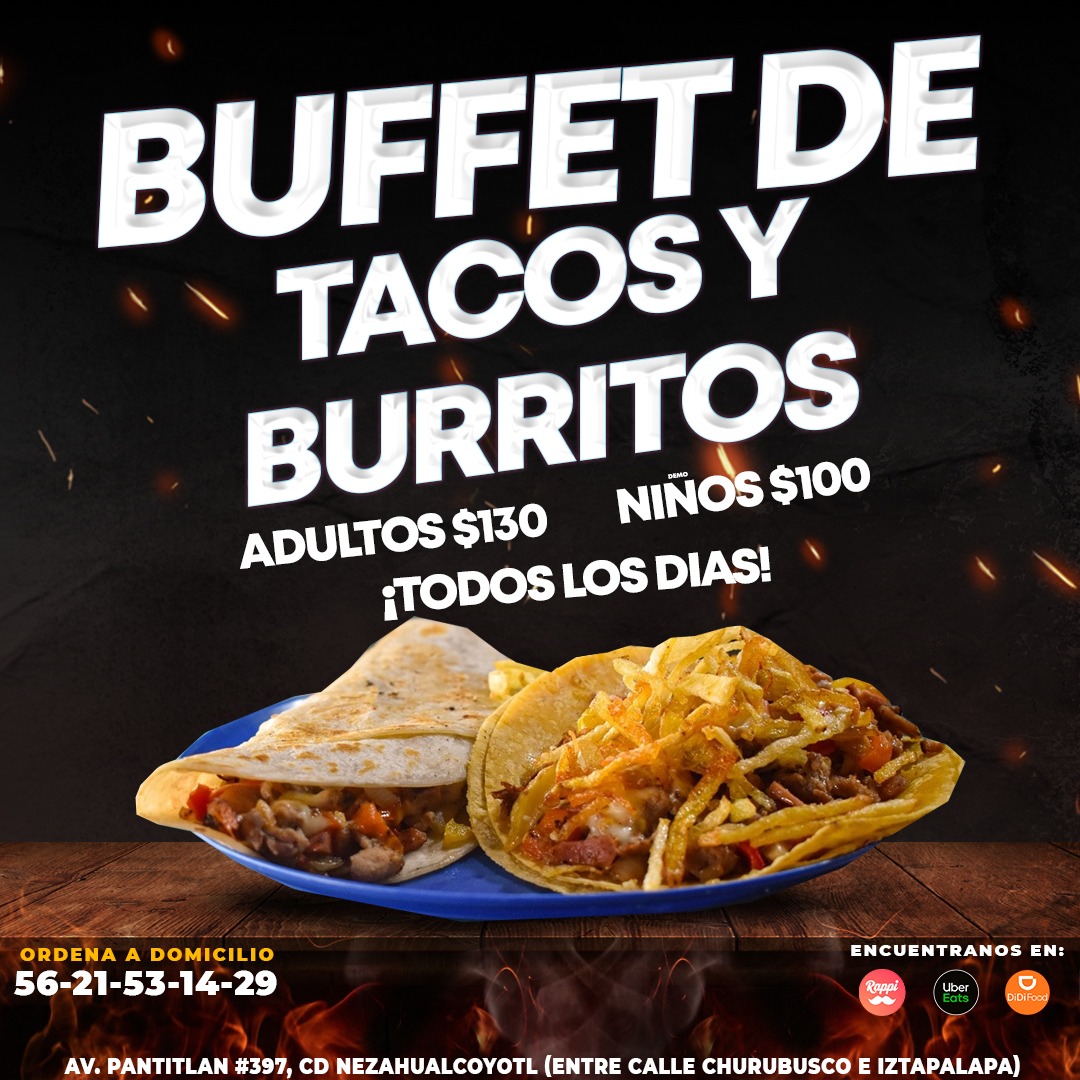 BUFFET DE
TACOS Y
BURRITOS
ADULTOS $130
DEMO
NIÑOS $100
¡TODOS LOS DIAS!
ORDENA A DOMICILIO
56-21-53-14-29
ENCUENTRANOS EN:
Rappi
Uber
Eats
DiDi Food
AV. PANTITLAN #397, CD NEZAHUALCOYOTL (ENTRE CALLE CHURUBUSCO E IZTAPALAPA)